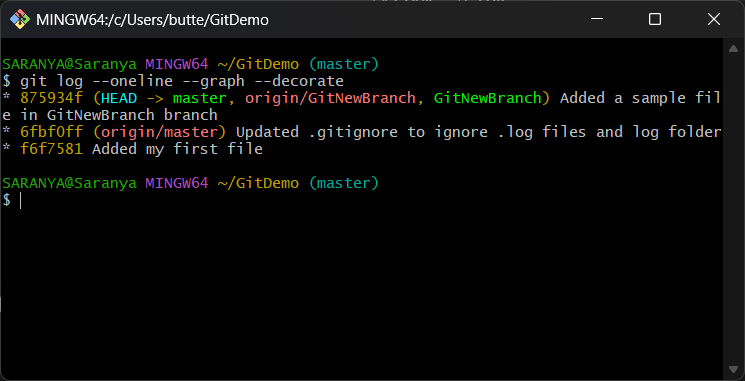 MINGW64:/c/Users/butte/GitDemo
SARANYA@Saranya MINGW64 ~/GitDemo (master)
$ git log --oneline --graph --decorate
* 875934f (HEAD -> master, origin/GitNewBranch, GitNewBranch) Added a sample fil
e in GitNewBranch branch
* 6fbf0ff (origin/master) Updated .gitignore to ignore .log files and log folder
* f6f7581 Added my first file
SARANYA@Saranya MINGW64 ~/GitDemo (master)
$